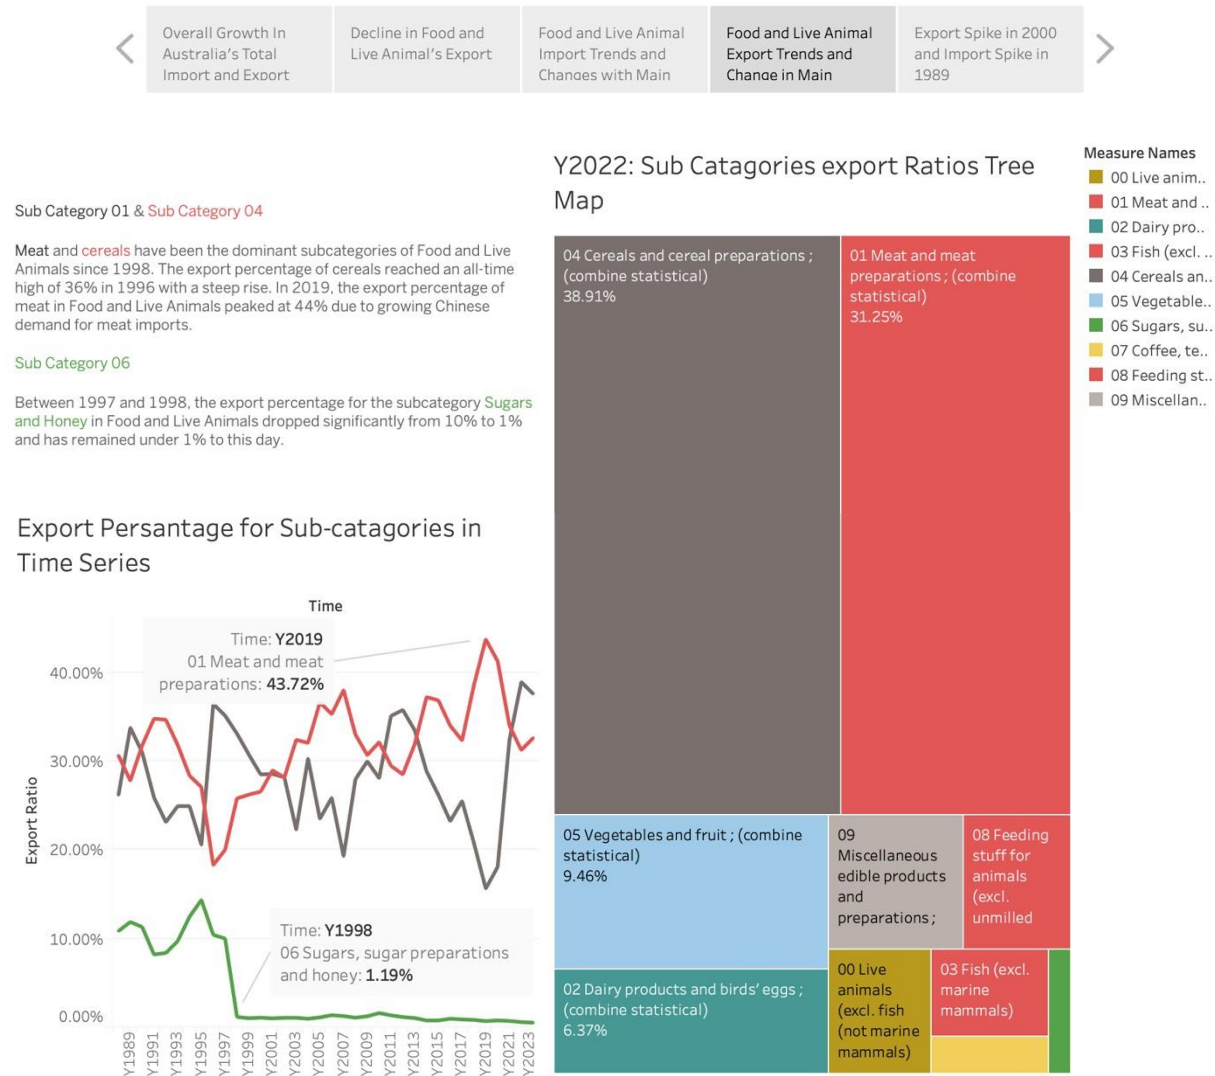 Overall Growth In
Australia's Total
Import and Export
Decline in Food and
Live Animal's Export
Food and Live Animal
Import Trends and
Changes with Main
Food and Live Animal
Export Trends and
Change in Main
Export Spike in 2000
and Import Spike in
1989
Sub Category 01 & Sub Category 04
Meat and cereals have been the dominant subcategories of Food and Live
Animals since 1998. The export percentage of cereals reached an all-time
high of 36% in 1996 with a steep rise. In 2019, the export percentage of
meat in Food and Live Animals peaked at 44% due to growing Chinese
demand for meat imports.
Sub Category 06
Between 1997 and 1998, the export percentage for the subcategory Sugars
and Honey in Food and Live Animals dropped significantly from 10% to 1%
and has remained under 1% to this day.
Export Persantage for Sub-catagories in
Time Series
Time
Time: Y2019
01 Meat and meat
preparations: 43.72%
40.00%
30.00%
20.00%
10.00%
0.00%
Export Ratio
Time: Y1998
06 Sugars, sugar preparations
and honey: 1.19%
Y1989
Y1991
Y1993
Y1995
Y1997
Y1999
Y2001
Y2003
Y2005
Y2007
Y2009
Y2011
Y2013
Y2015
Y2017
Y2019
Y2021
Y2023
Y2022: Sub Catagories export Ratios Tree
Map
04 Cereals and cereal preparations ;
(combine statistical)
38.91%
01 Meat and meat
preparations ; (combine
statistical)
31.25%
05 Vegetables and fruit ; (combine
statistical)
9.46%
02 Dairy products and birds' eggs ;
(combine statistical)
6.37%
09
Miscellaneous
edible products
and
preparations ;
08 Feeding
stuff for
animals
(excl.
unmilled
00 Live
animals
(excl. fish
(not marine
mammals)
03 Fish (excl.
marine
mammals)
Measure Names
00 Live anim..
01 Meat and ..
02 Dairy pro..
03 Fish (excl. ..
04 Cereals an..
05 Vegetable..
06 Sugars, su..
07 Coffee, te..
08 Feeding st..
09 Miscellan..